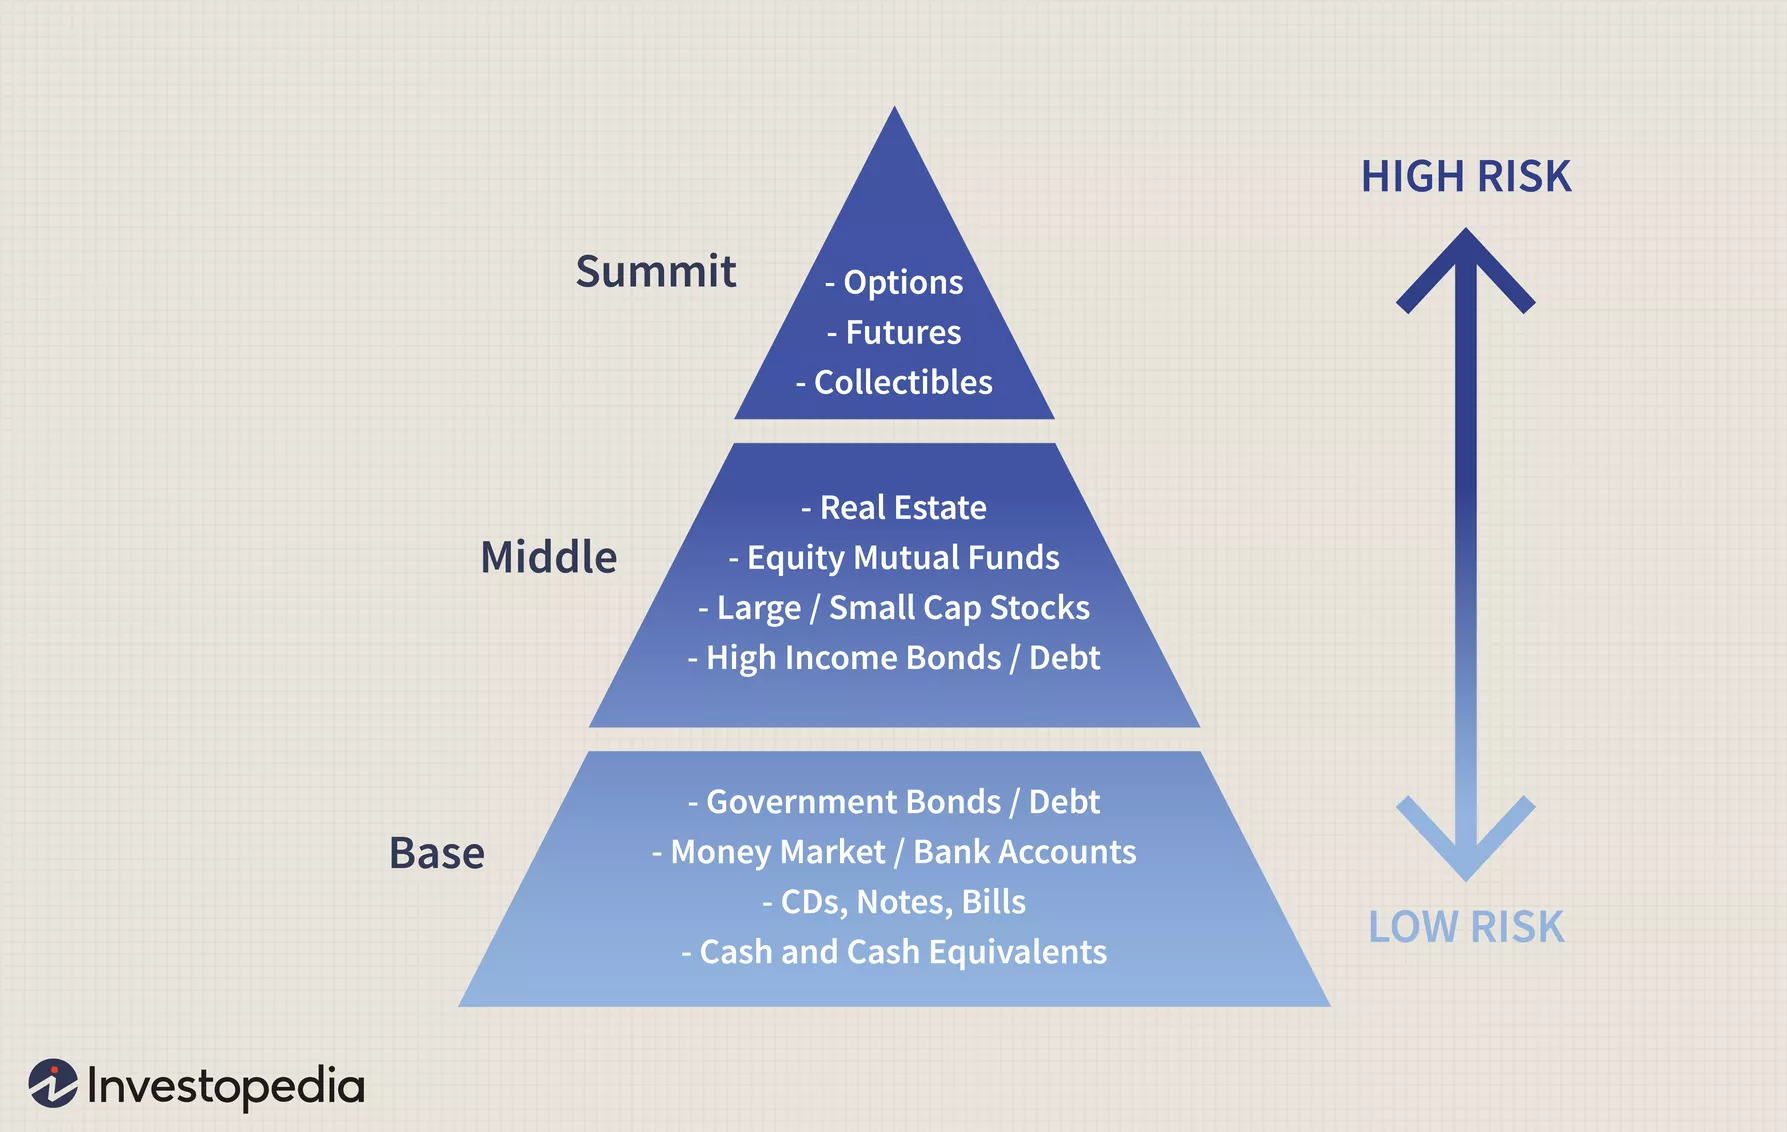 HIGH RISK
Summit
- Options
- Futures
- Collectibles
Middle
- Real Estate
- Equity Mutual Funds
- Large / Small Cap Stocks
- High Income Bonds / Debt
Base
- Government Bonds / Debt
- Money Market / Bank Accounts
- CDs, Notes, Bills
- Cash and Cash Equivalents
LOW RISK
Investopedia